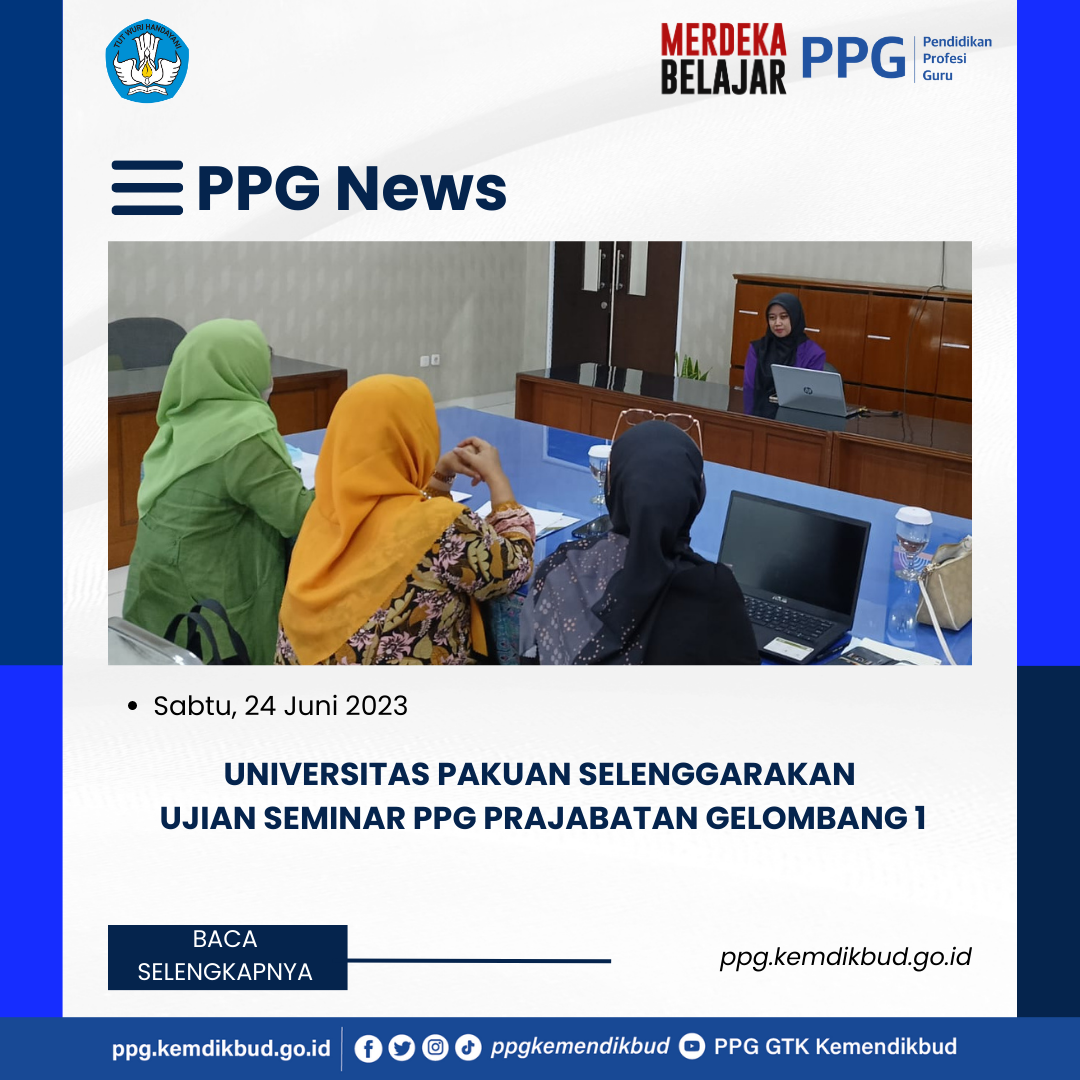 TUT WURI HANDAYANI
MERDEKA
BELAJAR
PPG
Pendidikan
Profesi
Guru
PPG News
• Sabtu, 24 Juni 2023
UNIVERSITAS PAKUAN SELENGGARAKAN
UJIAN SEMINAR PPG PRAJABATAN GELOMBANG 1
BACA
SELENGKAPNYA
ppg.kemdikbud.go.id
ppg.kemdikbud.go.id
ppgkemendikbud
PPG GTK Kemendikbud